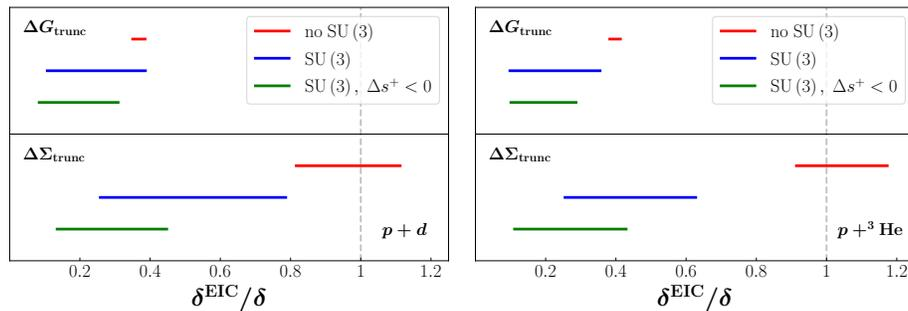 ΔG_trunc
no SU (3)
SU (3)
SU (3) , Δs⁺ < 0
ΔΣ_trunc
p + d
0.2 0.4 0.6 0.8 1 1.2
δ^EIC/δ
ΔG_trunc
no SU (3)
SU (3)
SU (3) , Δs⁺ < 0
ΔΣ_trunc
p +³ He
0.2 0.4 0.6 0.8 1 1.2
δ^EIC/δ